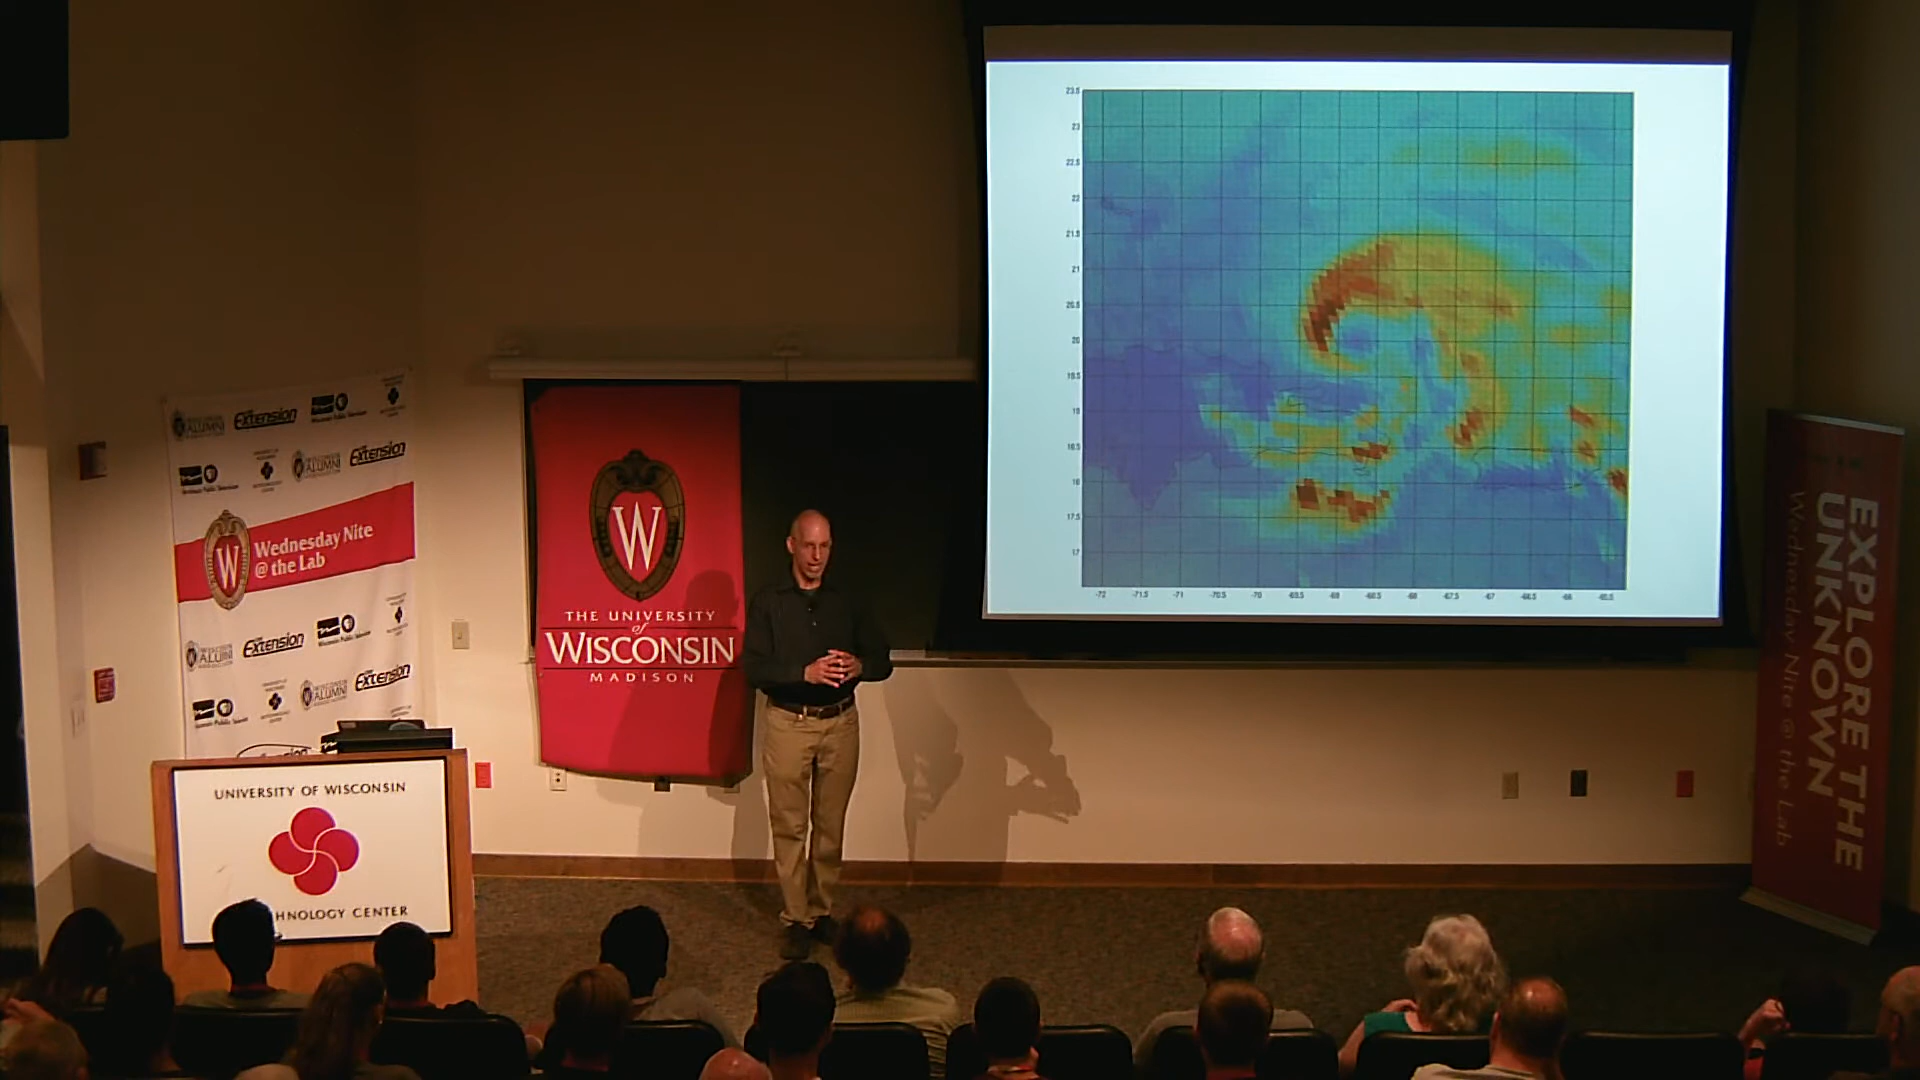 Extension
Extension
Wednesday Nite
@ the Lab
W
Extension
Extension
W
THE UNIVERSITY
of
WISCONSIN
MADISON
UNIVERSITY OF WISCONSIN
HNOLOGY CENTER
23.5
23
22.5
22
21.5
21
20.5
20
19.5
19
18.5
18
17.5
17
-72 -71.5 -71 -70.5 -70 -69.5 -69 -68.5 -68 -67.5 -67 -66.5 -66 -65.5
EXPLORE THE
UNKNOWN
Wednesday Nite @ the Lab